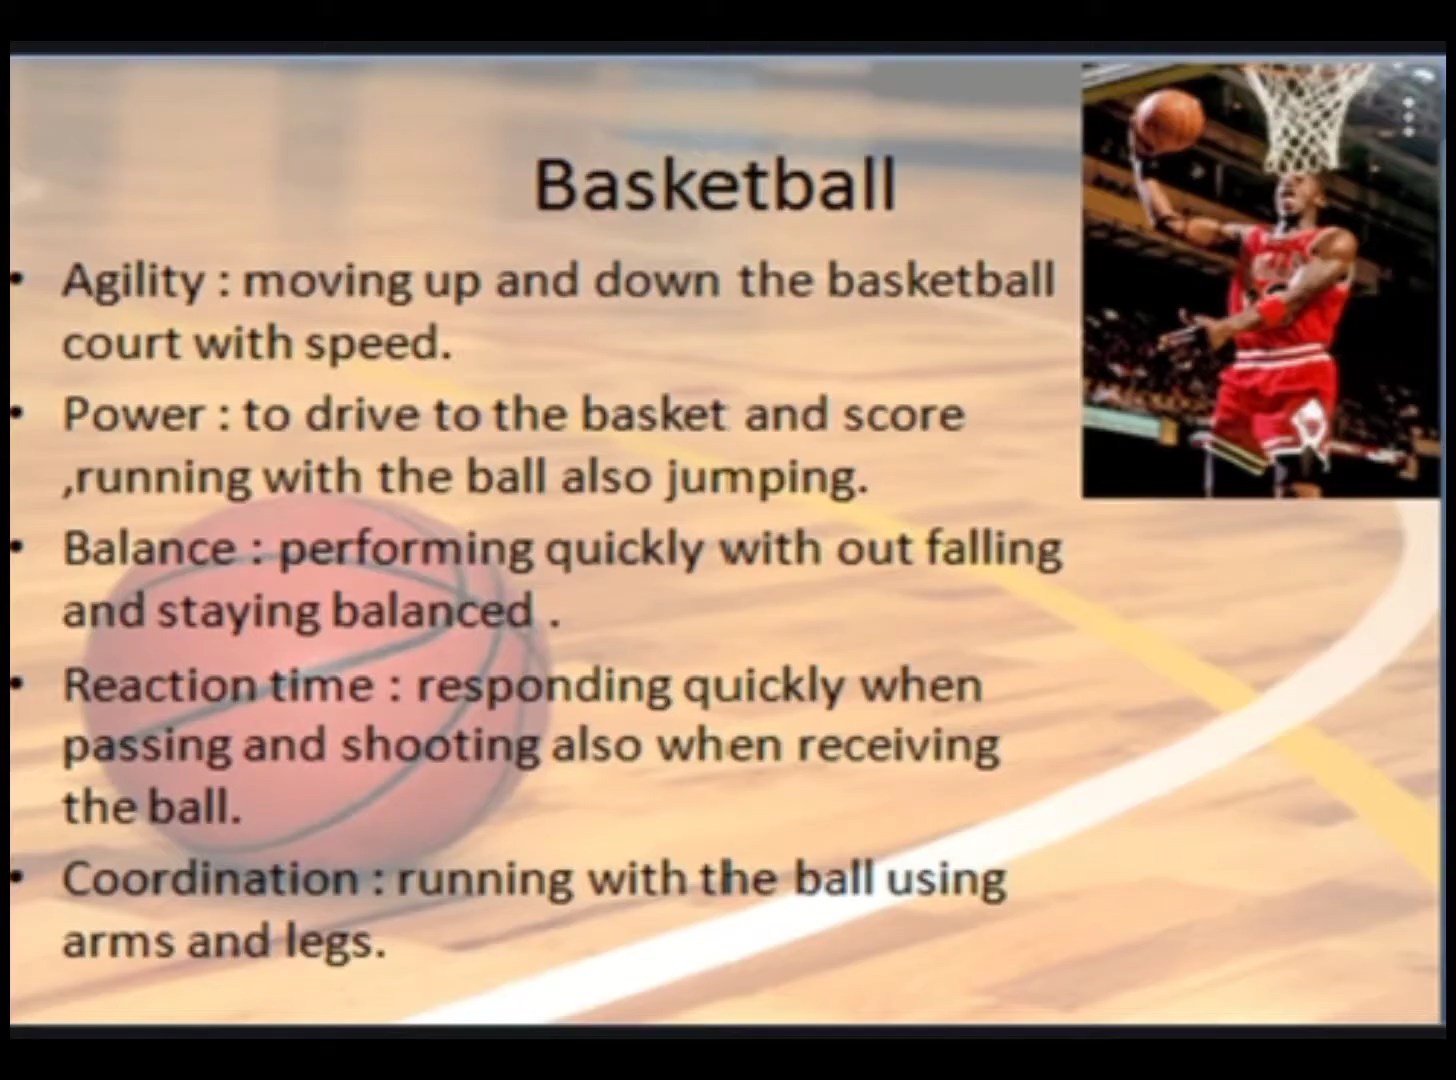 Basketball
• Agility : moving up and down the basketball
court with speed.
• Power : to drive to the basket and score
,running with the ball also jumping.
• Balance : performing quickly with out falling
and staying balanced .
• Reaction time : responding quickly when
passing and shooting also when receiving
the ball.
• Coordination : running with the ball using
arms and legs.